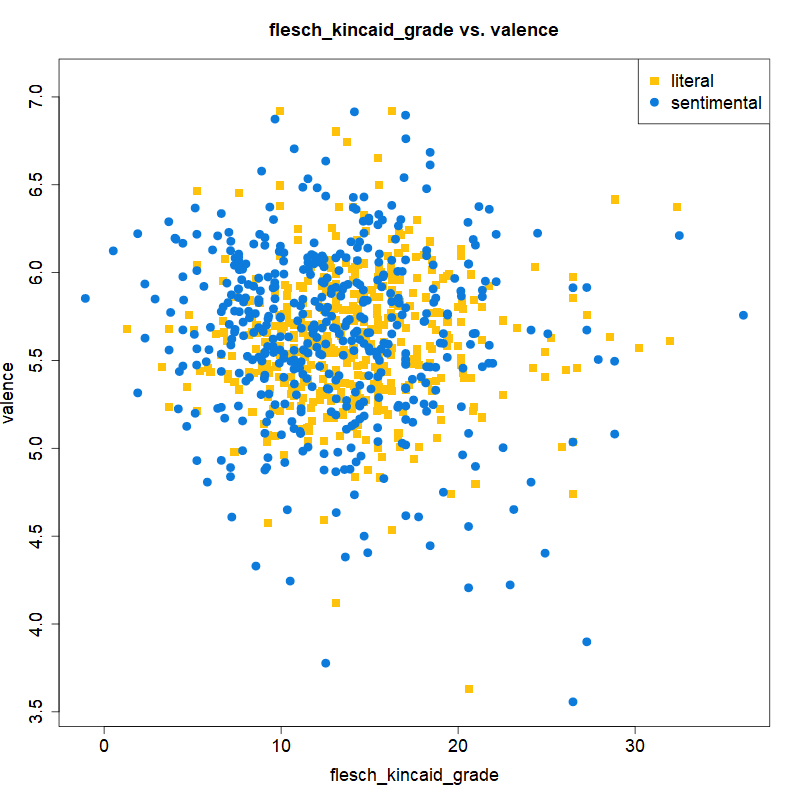 flesch_kincaid_grade vs. valence
literal
sentimental
7.0
6.5
6.0
5.5
5.0
4.5
4.0
3.5
valence
0 10 20 30
flesch_kincaid_grade